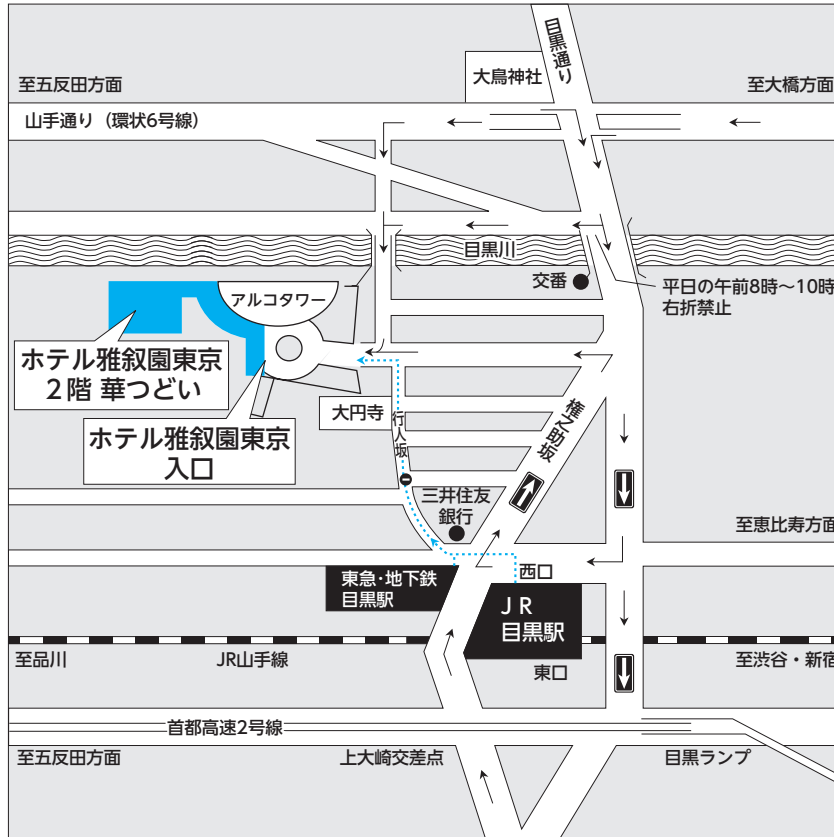 目黒通り
大鳥神社
至五反田方面
至大橋方面
山手通り（環状6号線）
目黒川
交番
平日の午前8時～10時
右折禁止
アルコタワー
ホテル雅叙園東京
2階 華つどい
ホテル雅叙園東京
入口
大円寺
行人坂
権之助坂
三井住友
銀行
至恵比寿方面
西口
東急・地下鉄
目黒駅
JR
目黒駅
至品川
JR山手線
東口
至渋谷・新宿
首都高速2号線
至五反田方面
上大崎交差点
目黒ランプ